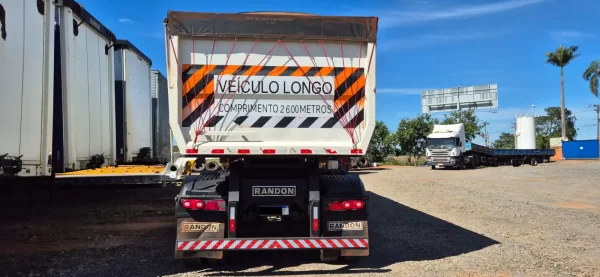 VEÍCULO LONGO
COMPRIMENTO 26.00 METROS
RANDON
RANDON
RANDON